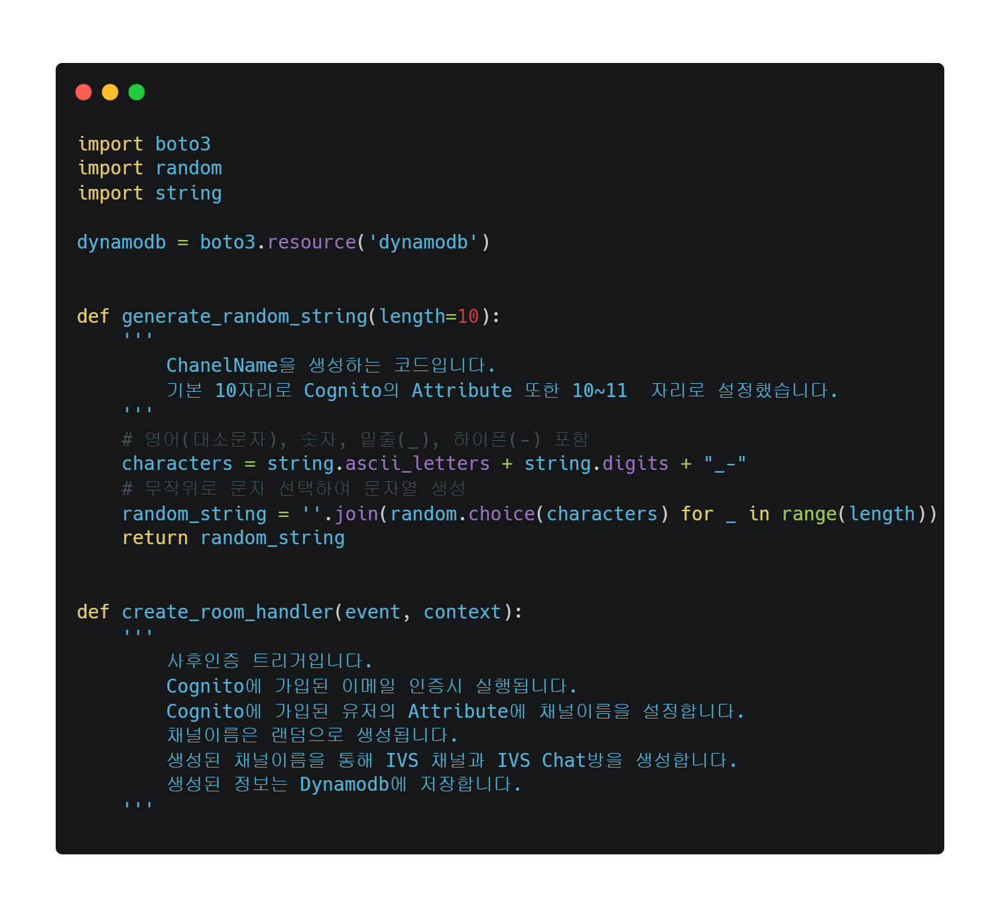 import boto3
import random
import string
dynamodb = boto3.resource('dynamodb')
def generate_random_string(length=10):
    '''
        ChanelName을 생성하는 코드입니다.
        기본 10자리로 Cognito의 Attribute 또한 10~11  자리로 설정했습니다.
    '''
    # 영어(대소문자), 숫자, 밑줄(_), 하이픈(-) 포함
    characters = string.ascii_letters + string.digits + "_-"
    # 무작위로 문자 선택하여 문자열 생성
    random_string = ''.join(random.choice(characters) for _ in range(length))
    return random_string
def create_room_handler(event, context):
    '''
        사후인증 트리거입니다.
        Cognito에 가입된 이메일 인증시 실행됩니다.
        Cognito에 가입된 유저의 Attribute에 채널이름을 설정합니다.
        채널이름은 랜덤으로 생성됩니다.
        생성된 채널이름을 통해 IVS 채널과 IVS Chat방을 생성합니다.
        생성된 정보는 Dynamodb에 저장합니다.
    '''